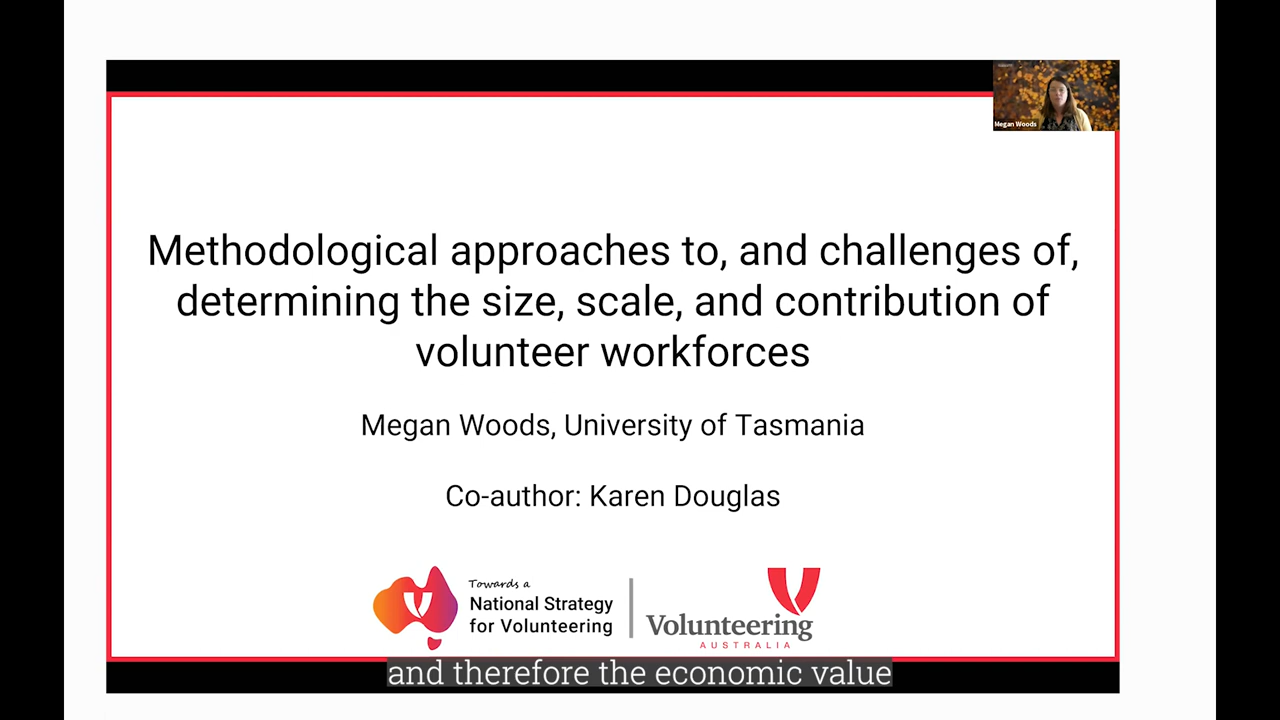 Megan Woods
Methodological approaches to, and challenges of,
determining the size, scale, and contribution of
volunteer workforces
Megan Woods, University of Tasmania
Co-author: Karen Douglas
Towards a
National Strategy
for Volunteering
Volunteering
AUSTRALIA
and therefore the economic value